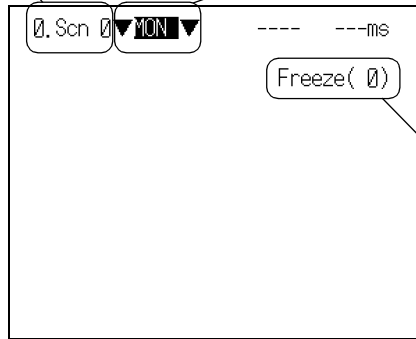 0.Scn 0▼MON ▼ ---- ---ms
Freeze( 0)